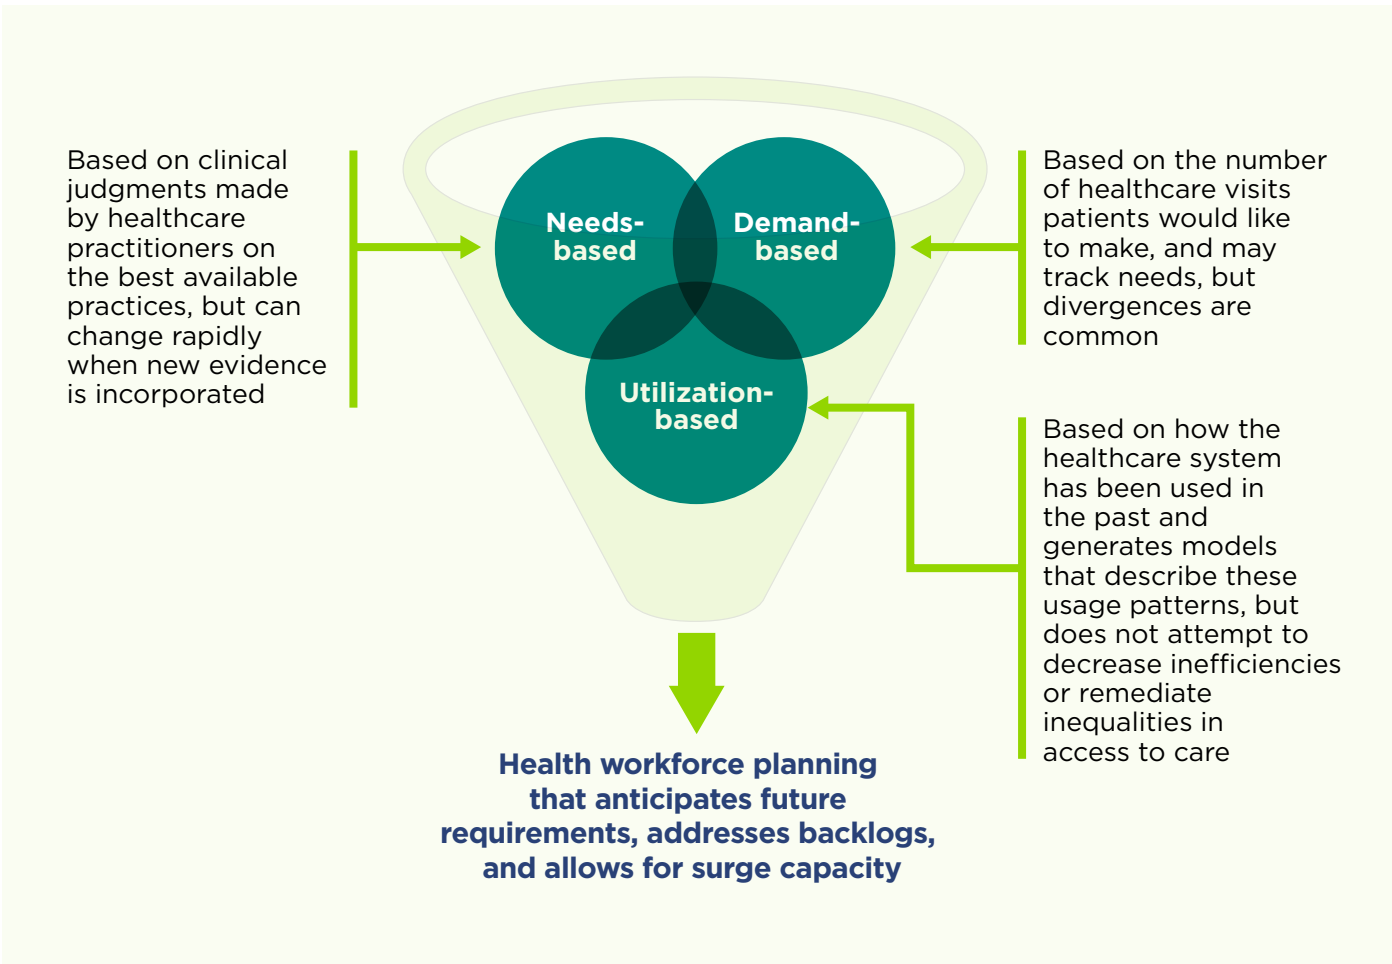 Based on clinical
judgments made
by healthcare
practitioners on
the best available
practices, but can
change rapidly
when new evidence
is incorporated
Needs-
based
Demand-
based
Utilization-
based
Based on the number
of healthcare visits
patients would like
to make, and may
track needs, but
divergences are
common
Based on how the
healthcare system
has been used in
the past and
generates models
that describe these
usage patterns, but
does not attempt to
decrease inefficiencies
or remediate
inequalities in
access to care
Health workforce planning
that anticipates future
requirements, addresses backlogs,
and allows for surge capacity